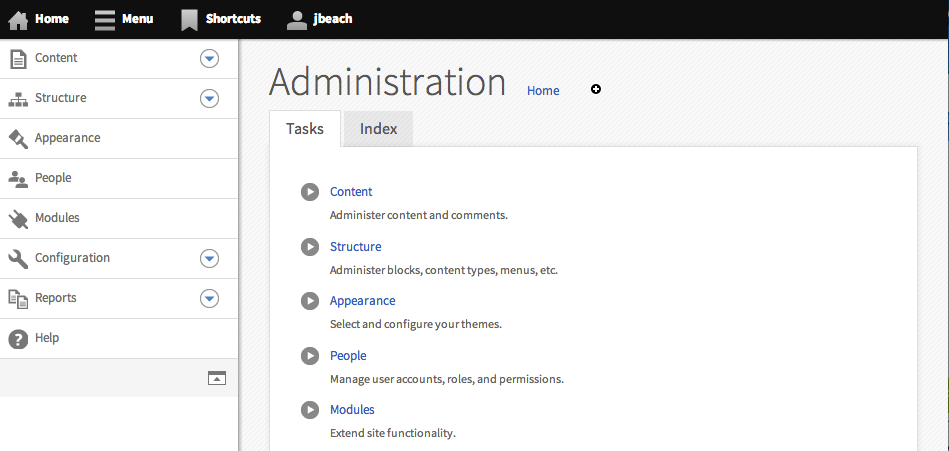 Home Menu Shortcuts jbeach
Content
Structure
Appearance
People
Modules
Configuration
Reports
Help
Administration Home
Tasks Index
Content
Administer content and comments.
Structure
Administer blocks, content types, menus, etc.
Appearance
Select and configure your themes.
People
Manage user accounts, roles, and permissions.
Modules
Extend site functionality.